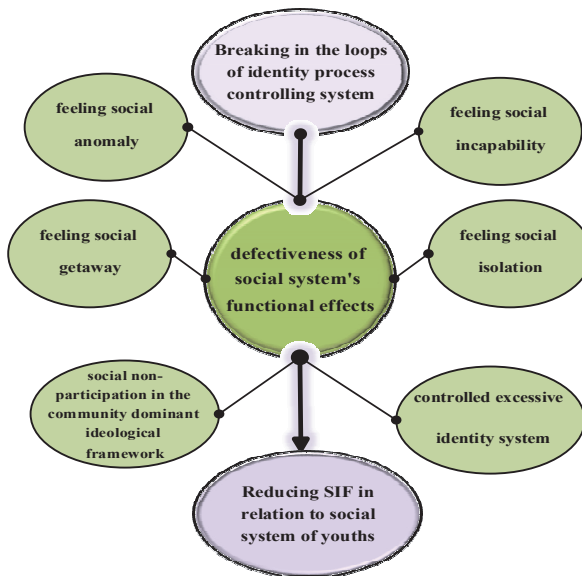 Breaking in the loops
of identity process
controlling system
feeling social
anomaly
feeling social
incapability
feeling social
getaway
defectiveness of
social system's
functional effects
feeling social
isolation
social non-
participation in the
community dominant
ideological
framework
controlled excessive
identity system
Reducing SIF in
relation to social
system of youths